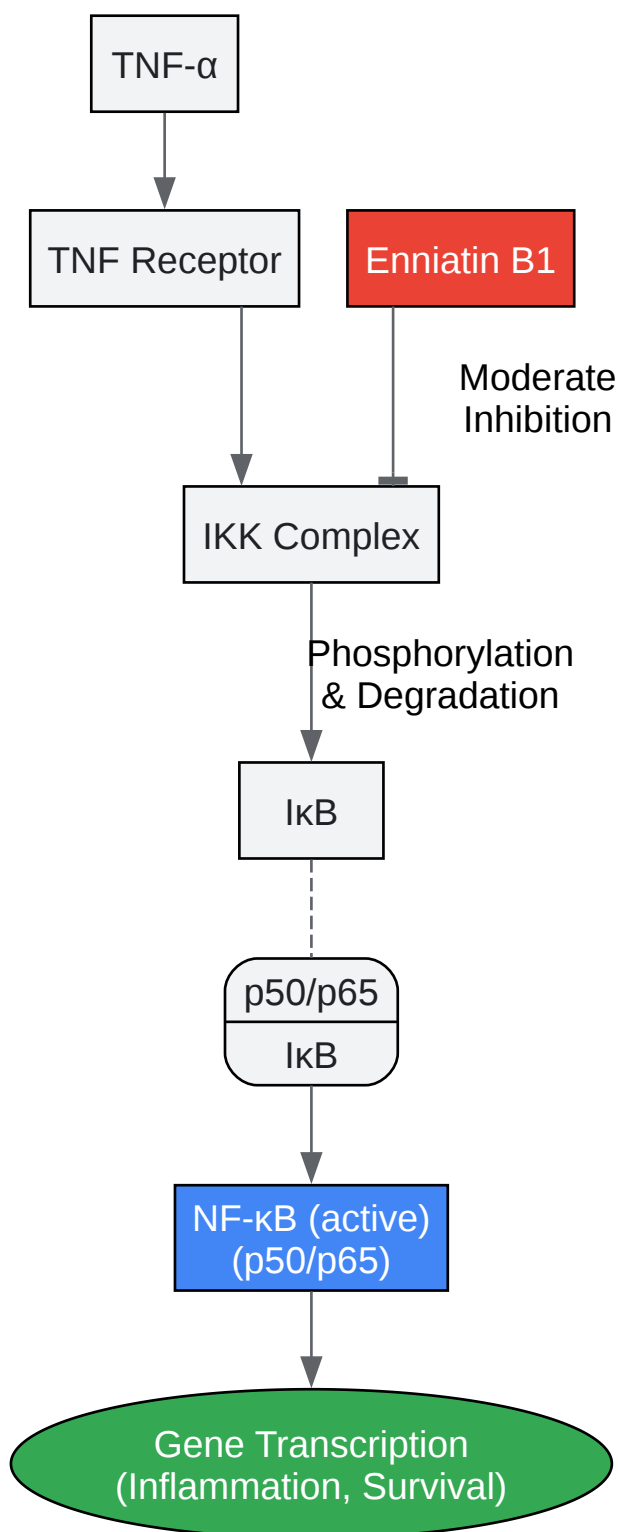 TNF-α
TNF Receptor
Enniatin B1
Moderate
Inhibition
IKK Complex
Phosphorylation
& Degradation
IκB
p50/p65
IκB
NF-κB (active)
(p50/p65)
Gene Transcription
(Inflammation, Survival)